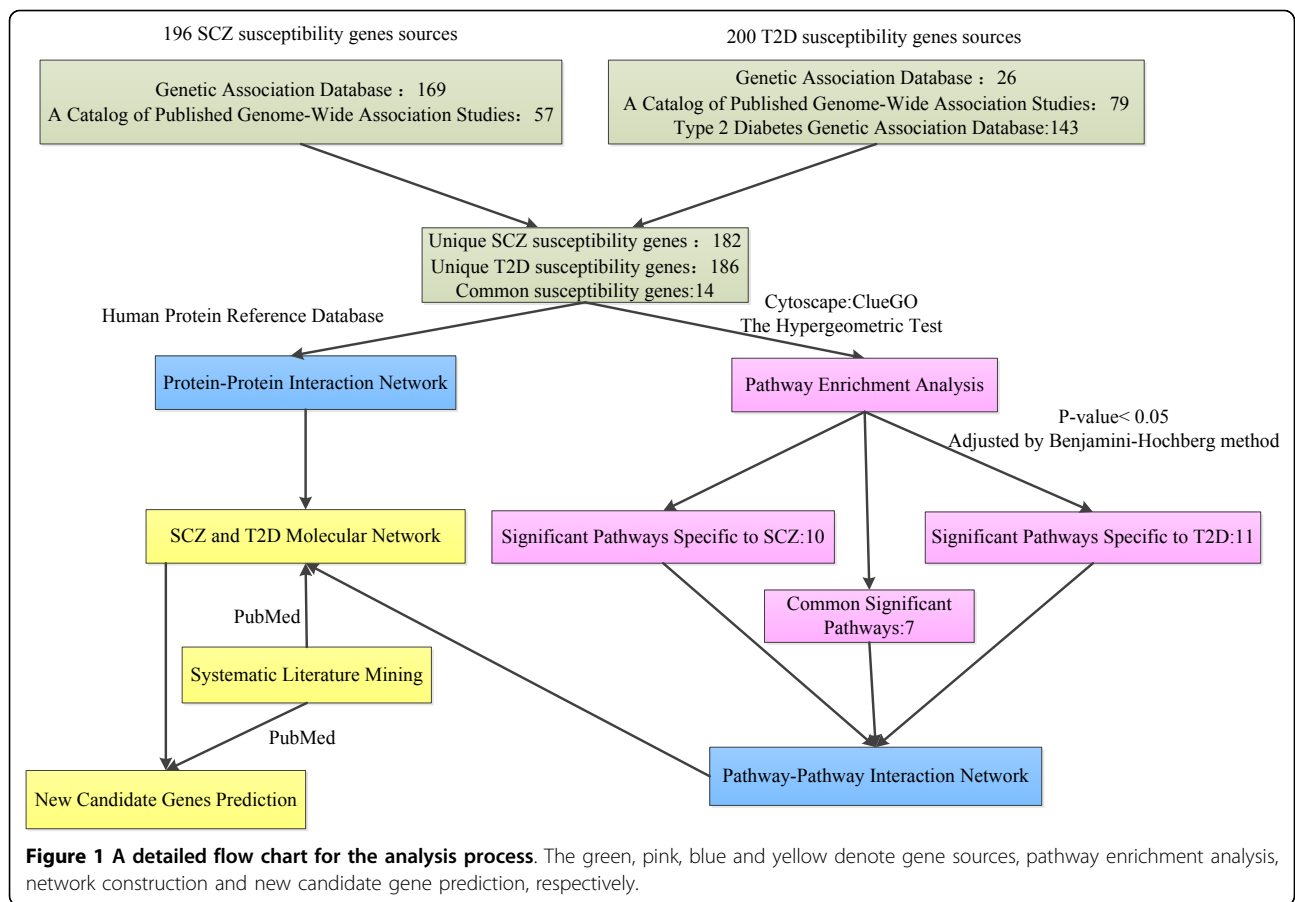 196 SCZ susceptibility genes sources
200 T2D susceptibility genes sources
Genetic Association Database：169
A Catalog of Published Genome-Wide Association Studies：57
Genetic Association Database：26
A Catalog of Published Genome-Wide Association Studies：79
Type 2 Diabetes Genetic Association Database:143
Unique SCZ susceptibility genes：182
Unique T2D susceptibility genes：186
Common susceptibility genes:14
Human Protein Reference Database
Cytoscape:ClueGO
The Hypergeometric Test
Protein-Protein Interaction Network
Pathway Enrichment Analysis
P-value< 0.05
Adjusted by Benjamini-Hochberg method
SCZ and T2D Molecular Network
Significant Pathways Specific to SCZ:10
Significant Pathways Specific to T2D:11
Common Significant
Pathways:7
PubMed
Systematic Literature Mining
PubMed
New Candidate Genes Prediction
Pathway-Pathway Interaction Network
Figure 1 A detailed flow chart for the analysis process. The green, pink, blue and yellow denote gene sources, pathway enrichment analysis,
network construction and new candidate gene prediction, respectively.